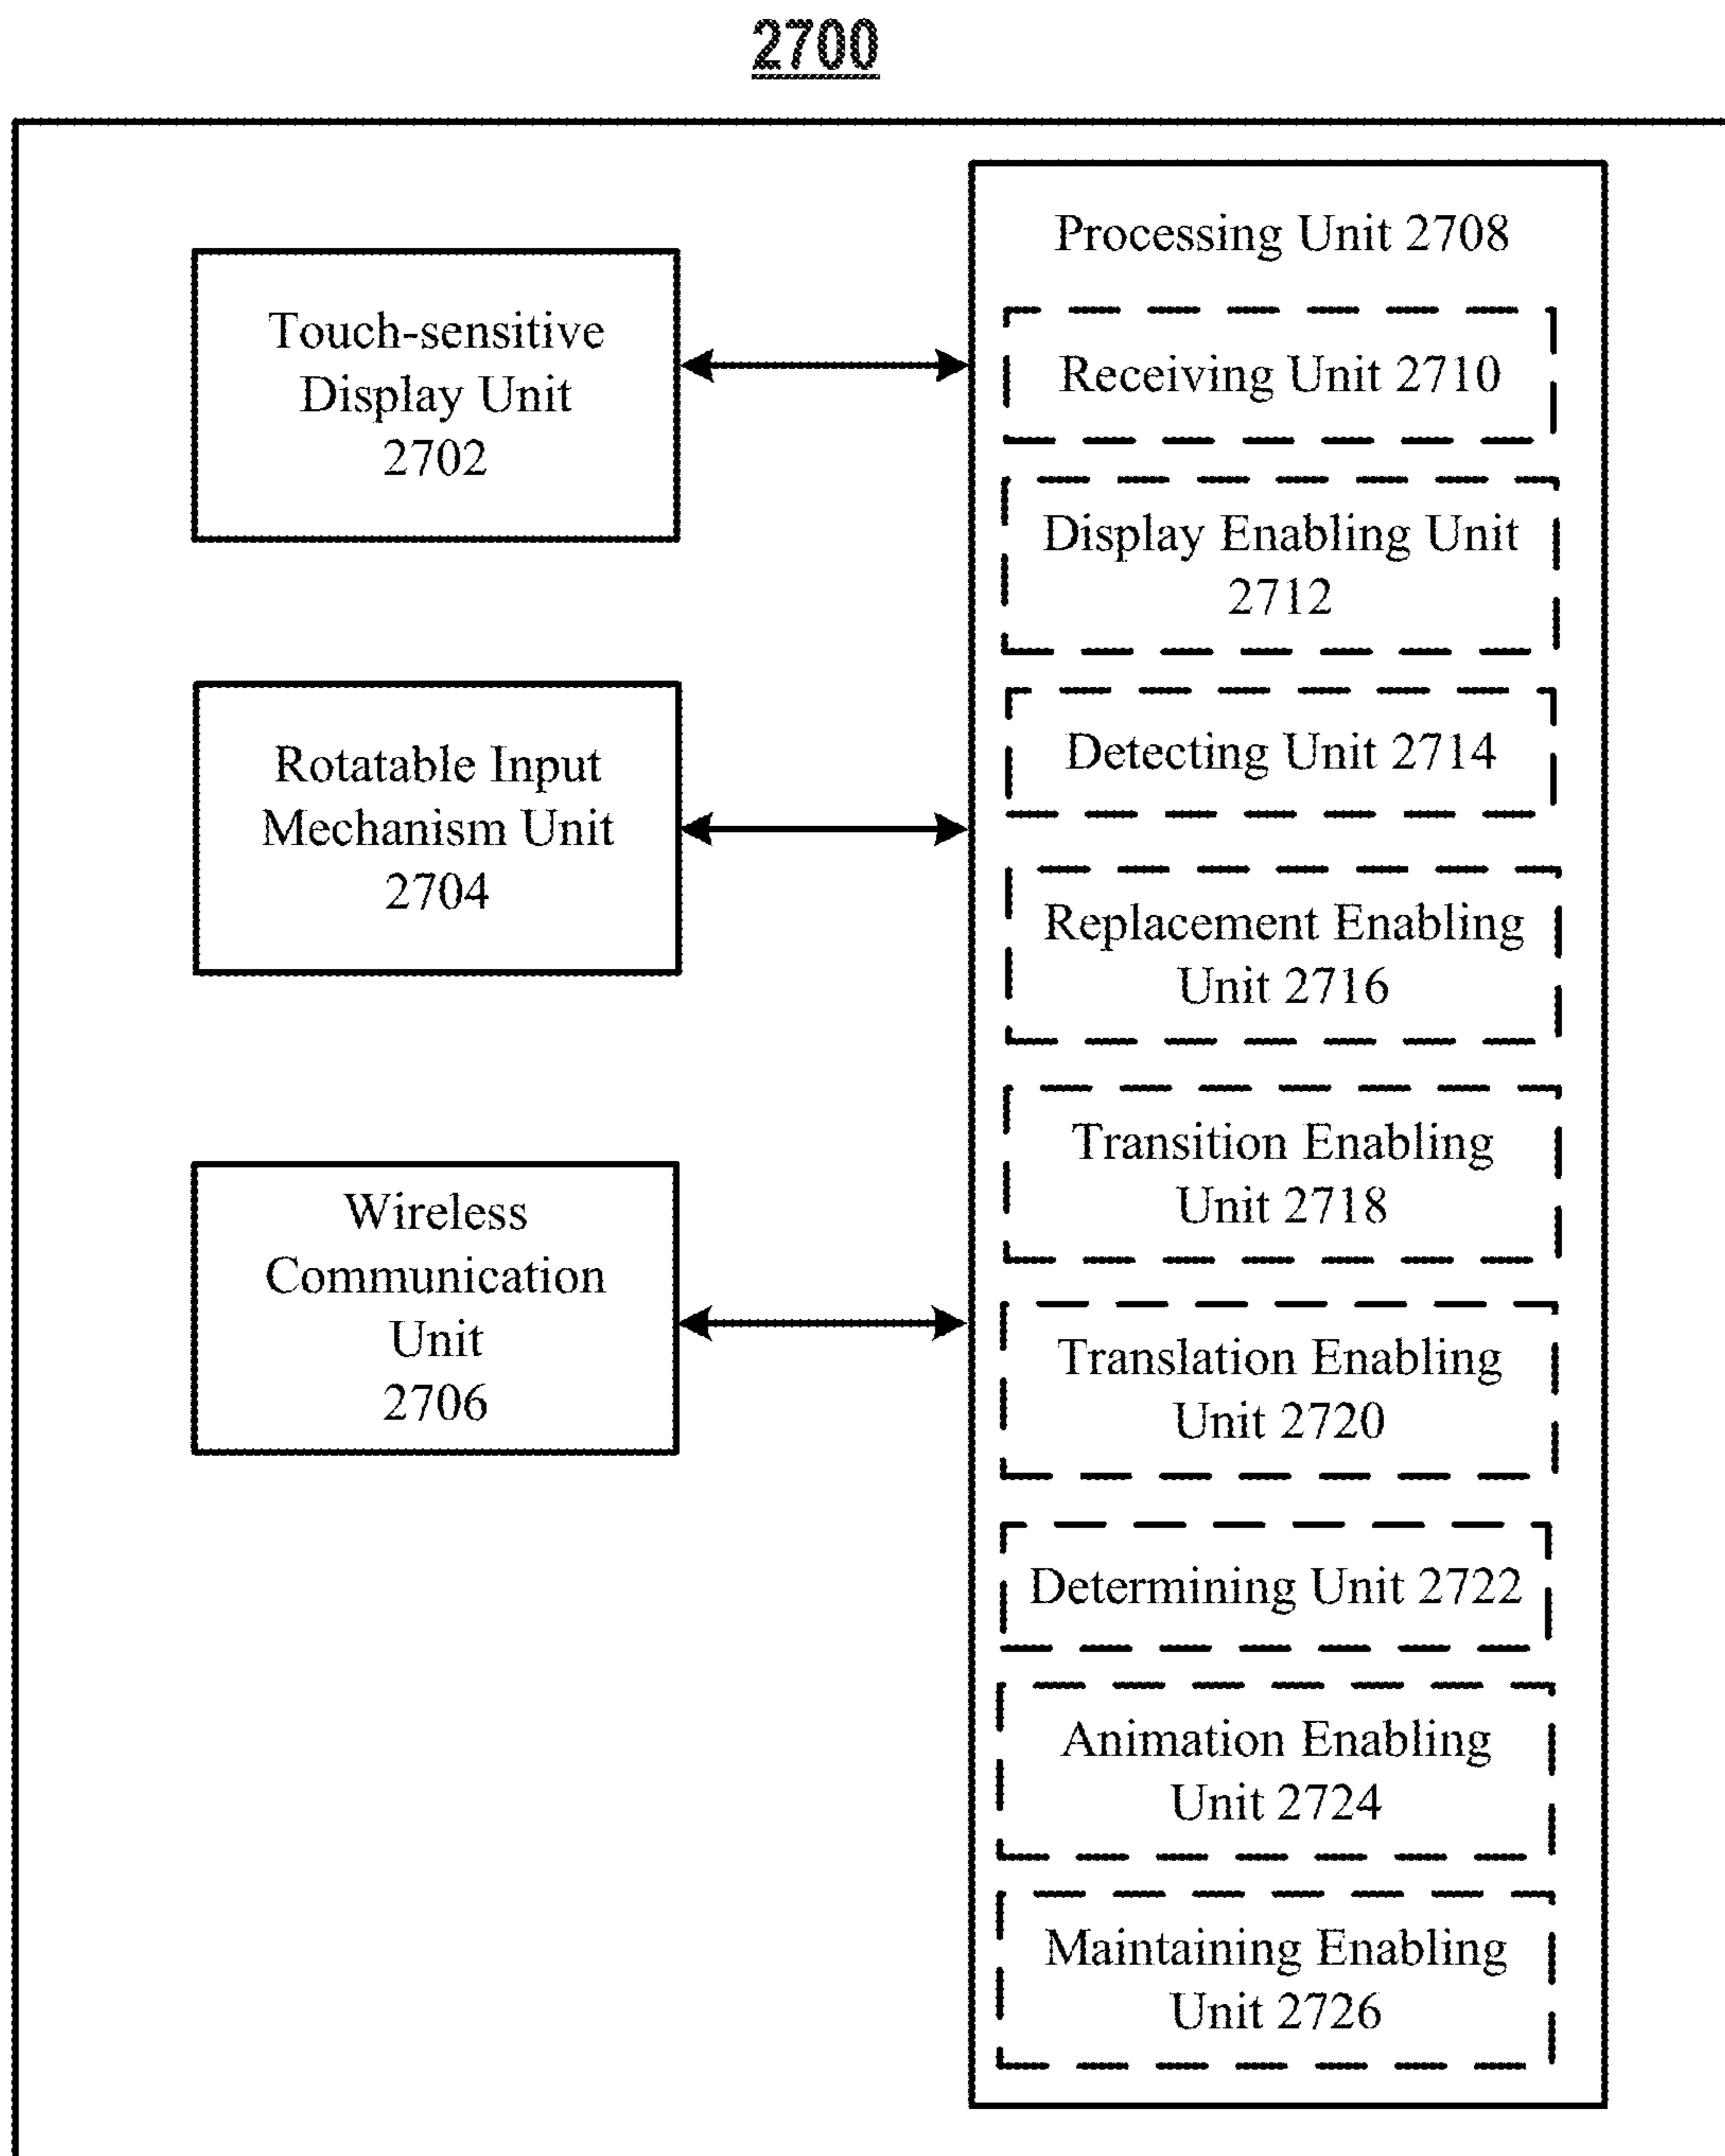 2700
Touch-sensitive
Display Unit
2702
Rotatable Input
Mechanism Unit
2704
Wireless
Communication
Unit
2706
Processing Unit 2708
Receiving Unit 2710
Display Enabling Unit
2712
Detecting Unit 2714
Replacement Enabling
Unit 2716
Transition Enabling
Unit 2718
Translation Enabling
Unit 2720
Determining Unit 2722
Animation Enabling
Unit 2724
Maintaining Enabling
Unit 2726